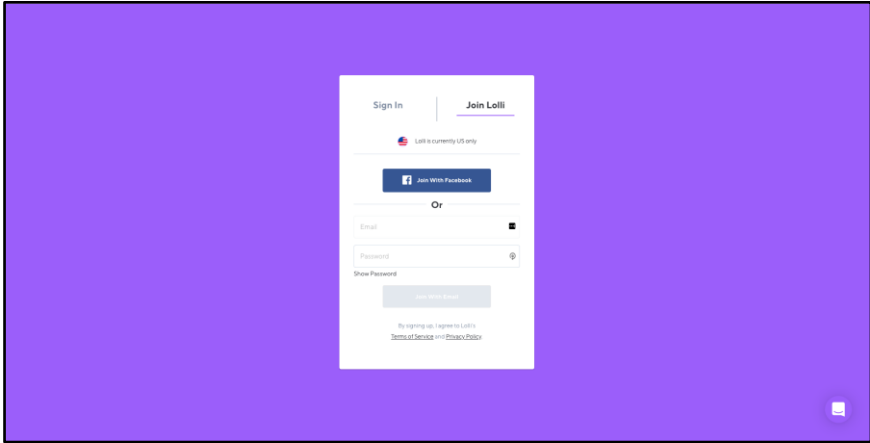 Sign In
Join Lolli
Lolli is currently US only
Join With Facebook
Or
Email
Password
Show Password
Join With Email
By signing up, I agree to Lolli's
Terms of Service and Privacy Policy.